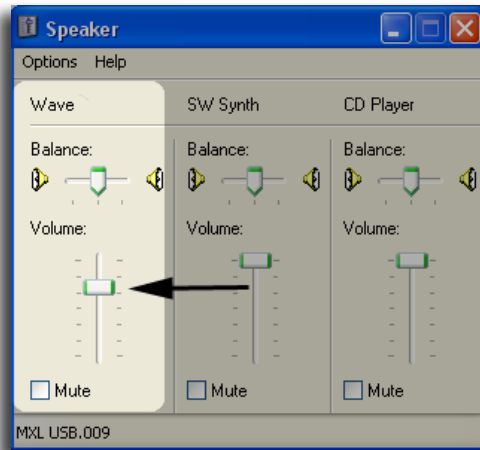 Speaker
Options Help
Wave SW Synth CD Player
Balance: Balance: Balance:
Volume: Volume: Volume:
Mute Mute Mute
MXL USB.009